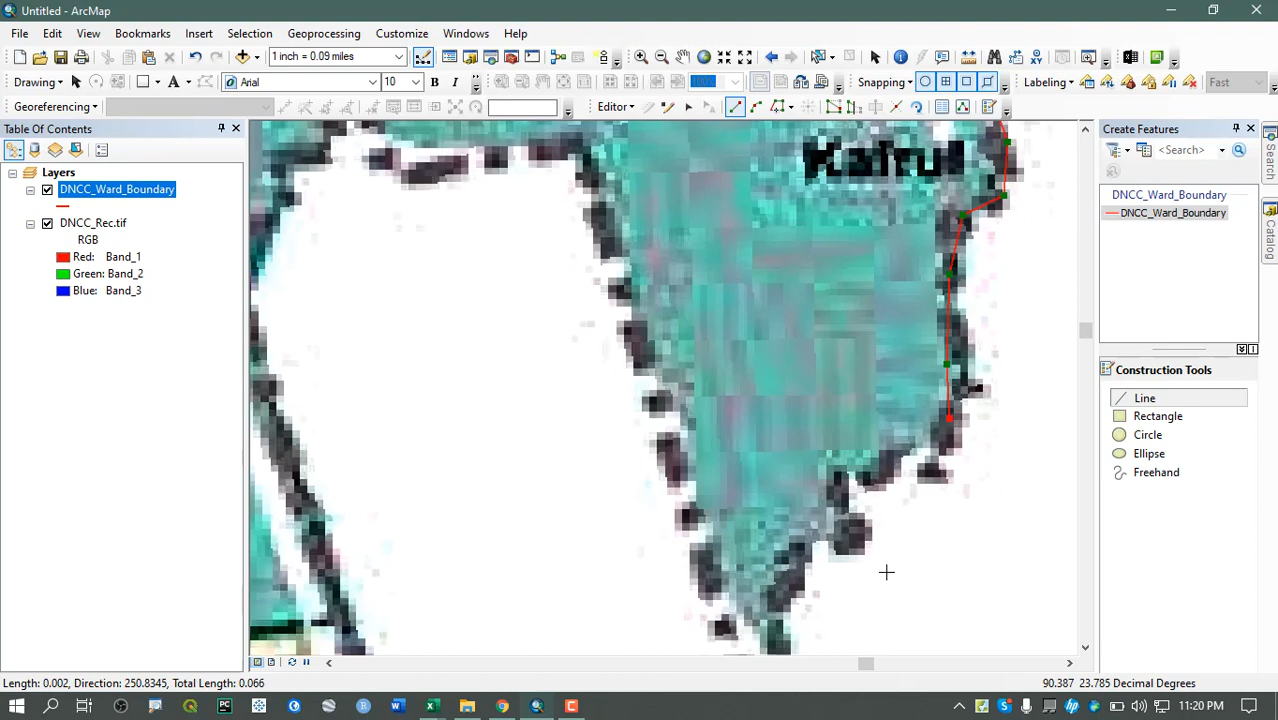 Untitled - ArcMap
File Edit View Bookmarks Insert Selection Geoprocessing Customize Windows Help
1 inch = 0.09 miles
Drawing Arial 10 B I Snapping Labeling Fast
Georeferencing Editor
Table Of Contents
Layers
DNCC_Ward_Boundary
DNCC_Rec.tif
RGB
Red: Band_1
Green: Band_2
Blue: Band_3
Create Features
<Search>
DNCC_Ward_Boundary
DNCC_Ward_Boundary
Construction Tools
Line
Rectangle
Circle
Ellipse
Freehand
Search
Catalog
Length: 0.002, Direction: 250.8345, Total Length: 0.066
90.387 23.785 Decimal Degrees
11:20 PM